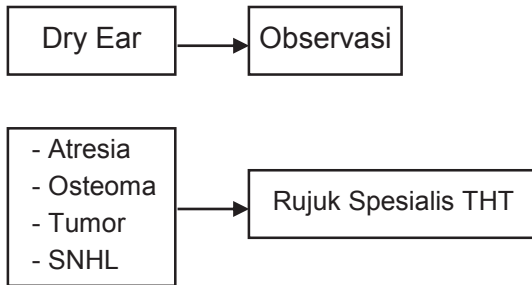 Dry Ear
Observasi
- Atresia
- Osteoma
- Tumor
- SNHL
Rujuk Spesialis THT